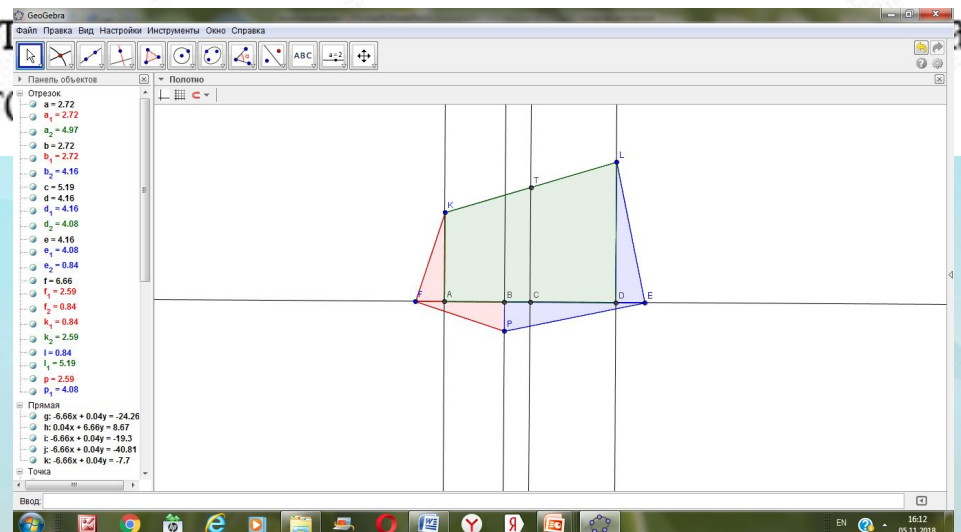 GeoGebra
Файл Правка Вид Настройки Инструменты Окно Справка
ABC
a=2
Панель объектов
Полотно
Отрезок
a = 2.72
a₁ = 2.72
a₂ = 4.97
b = 2.72
b₁ = 2.72
b₂ = 4.16
c = 5.19
d = 4.16
d₁ = 4.16
d₂ = 4.08
e = 4.16
e₁ = 4.08
e₂ = 0.84
f = 6.66
f₁ = 2.59
f₂ = 0.84
k₁ = 0.84
k₂ = 2.59
l = 0.84
l₁ = 5.19
p = 2.59
p₁ = 4.08
Прямая
g: -6.66x + 0.04y = -24.26
h: 0.04x + 6.66y = 8.67
i: -6.66x + 0.04y = -19.3
j: -6.66x + 0.04y = -40.81
k: -6.66x + 0.04y = -7.7
Точка
L
T
K
F A B C D E
P
Ввод:
EN
16:12
05.11.2018